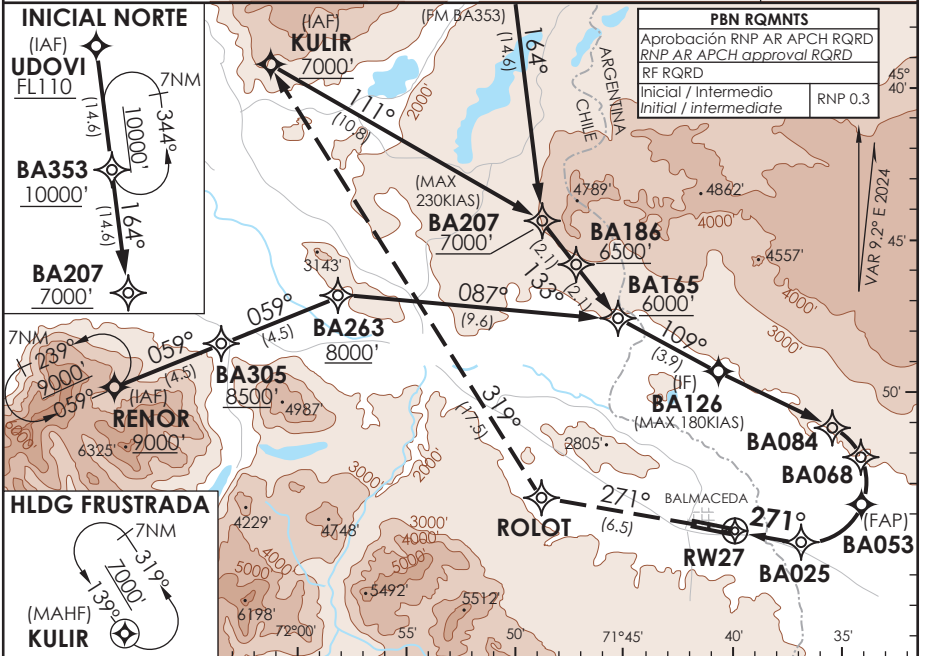 INICIAL NORTE
(IAF)
UDOVI
FL110
(14.6)
7NM
10000'
344°
BA353
10000'
(14.6)
164°
BA207
7000'
(IAF)
KULIR
7000'
(FM BA353)
(14.6)
164°
2000'
111°
(10.8)
ARGENTINA
CHILE
PBN RQMNTS
Aprobación RNP AR APCH RQRD
RNP AR APCH approval RQRD
RF RQRD
Inicial / Intermedio
Initial / intermediate
RNP 0.3
45°
40'
VAR 9.2° E 2024
(MAX
230KIAS)
BA207
7000'
4789'
4862'
4000'
BA186
6500'
(2.1)
133°
(2.1)
4557'
4000'
3000'
45'
BA165
6000'
3143'
087°
(9.6)
BA263
8000'
059°
(4.5)
059°
(4.5)
BA305
8500'
7NM
239°
9000'
059°
(IAF)
RENOR
9000'
4987'
6325'
109°
(3.9)
(IF)
BA126
(MAX 180KIAS)
50'
BA084
BA068
319°
(17.5)
2805'
ROLOT
271°
(6.5)
BALMACEDA
RW27
271°
BA025
(FAP)
BA053
HLDG FRUSTRADA
7NM
319°
7000'
139°
(MAHF)
KULIR
3000'
2000'
4229'
4748'
3000'
4000'
5000'
4000'
5000'
5492'
5512'
6198'
72°00'
55'
50'
71°45'
40'
35'